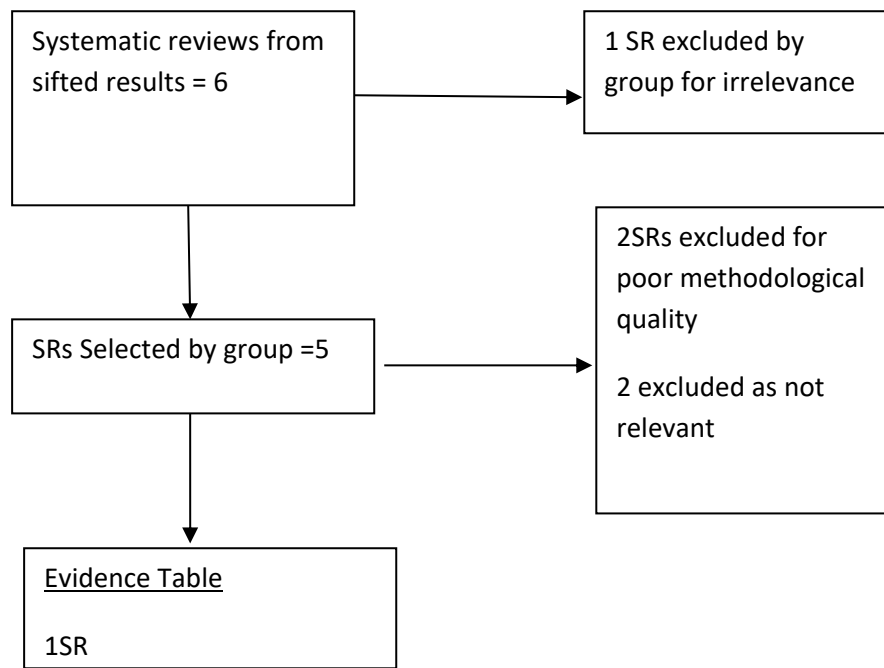 Systematic reviews from
sifted results = 6
1 SR excluded by
group for irrelevance
2SRs excluded for
poor methodological
quality
2 excluded as not
relevant
SRs Selected by group =5
Evidence Table
1SR